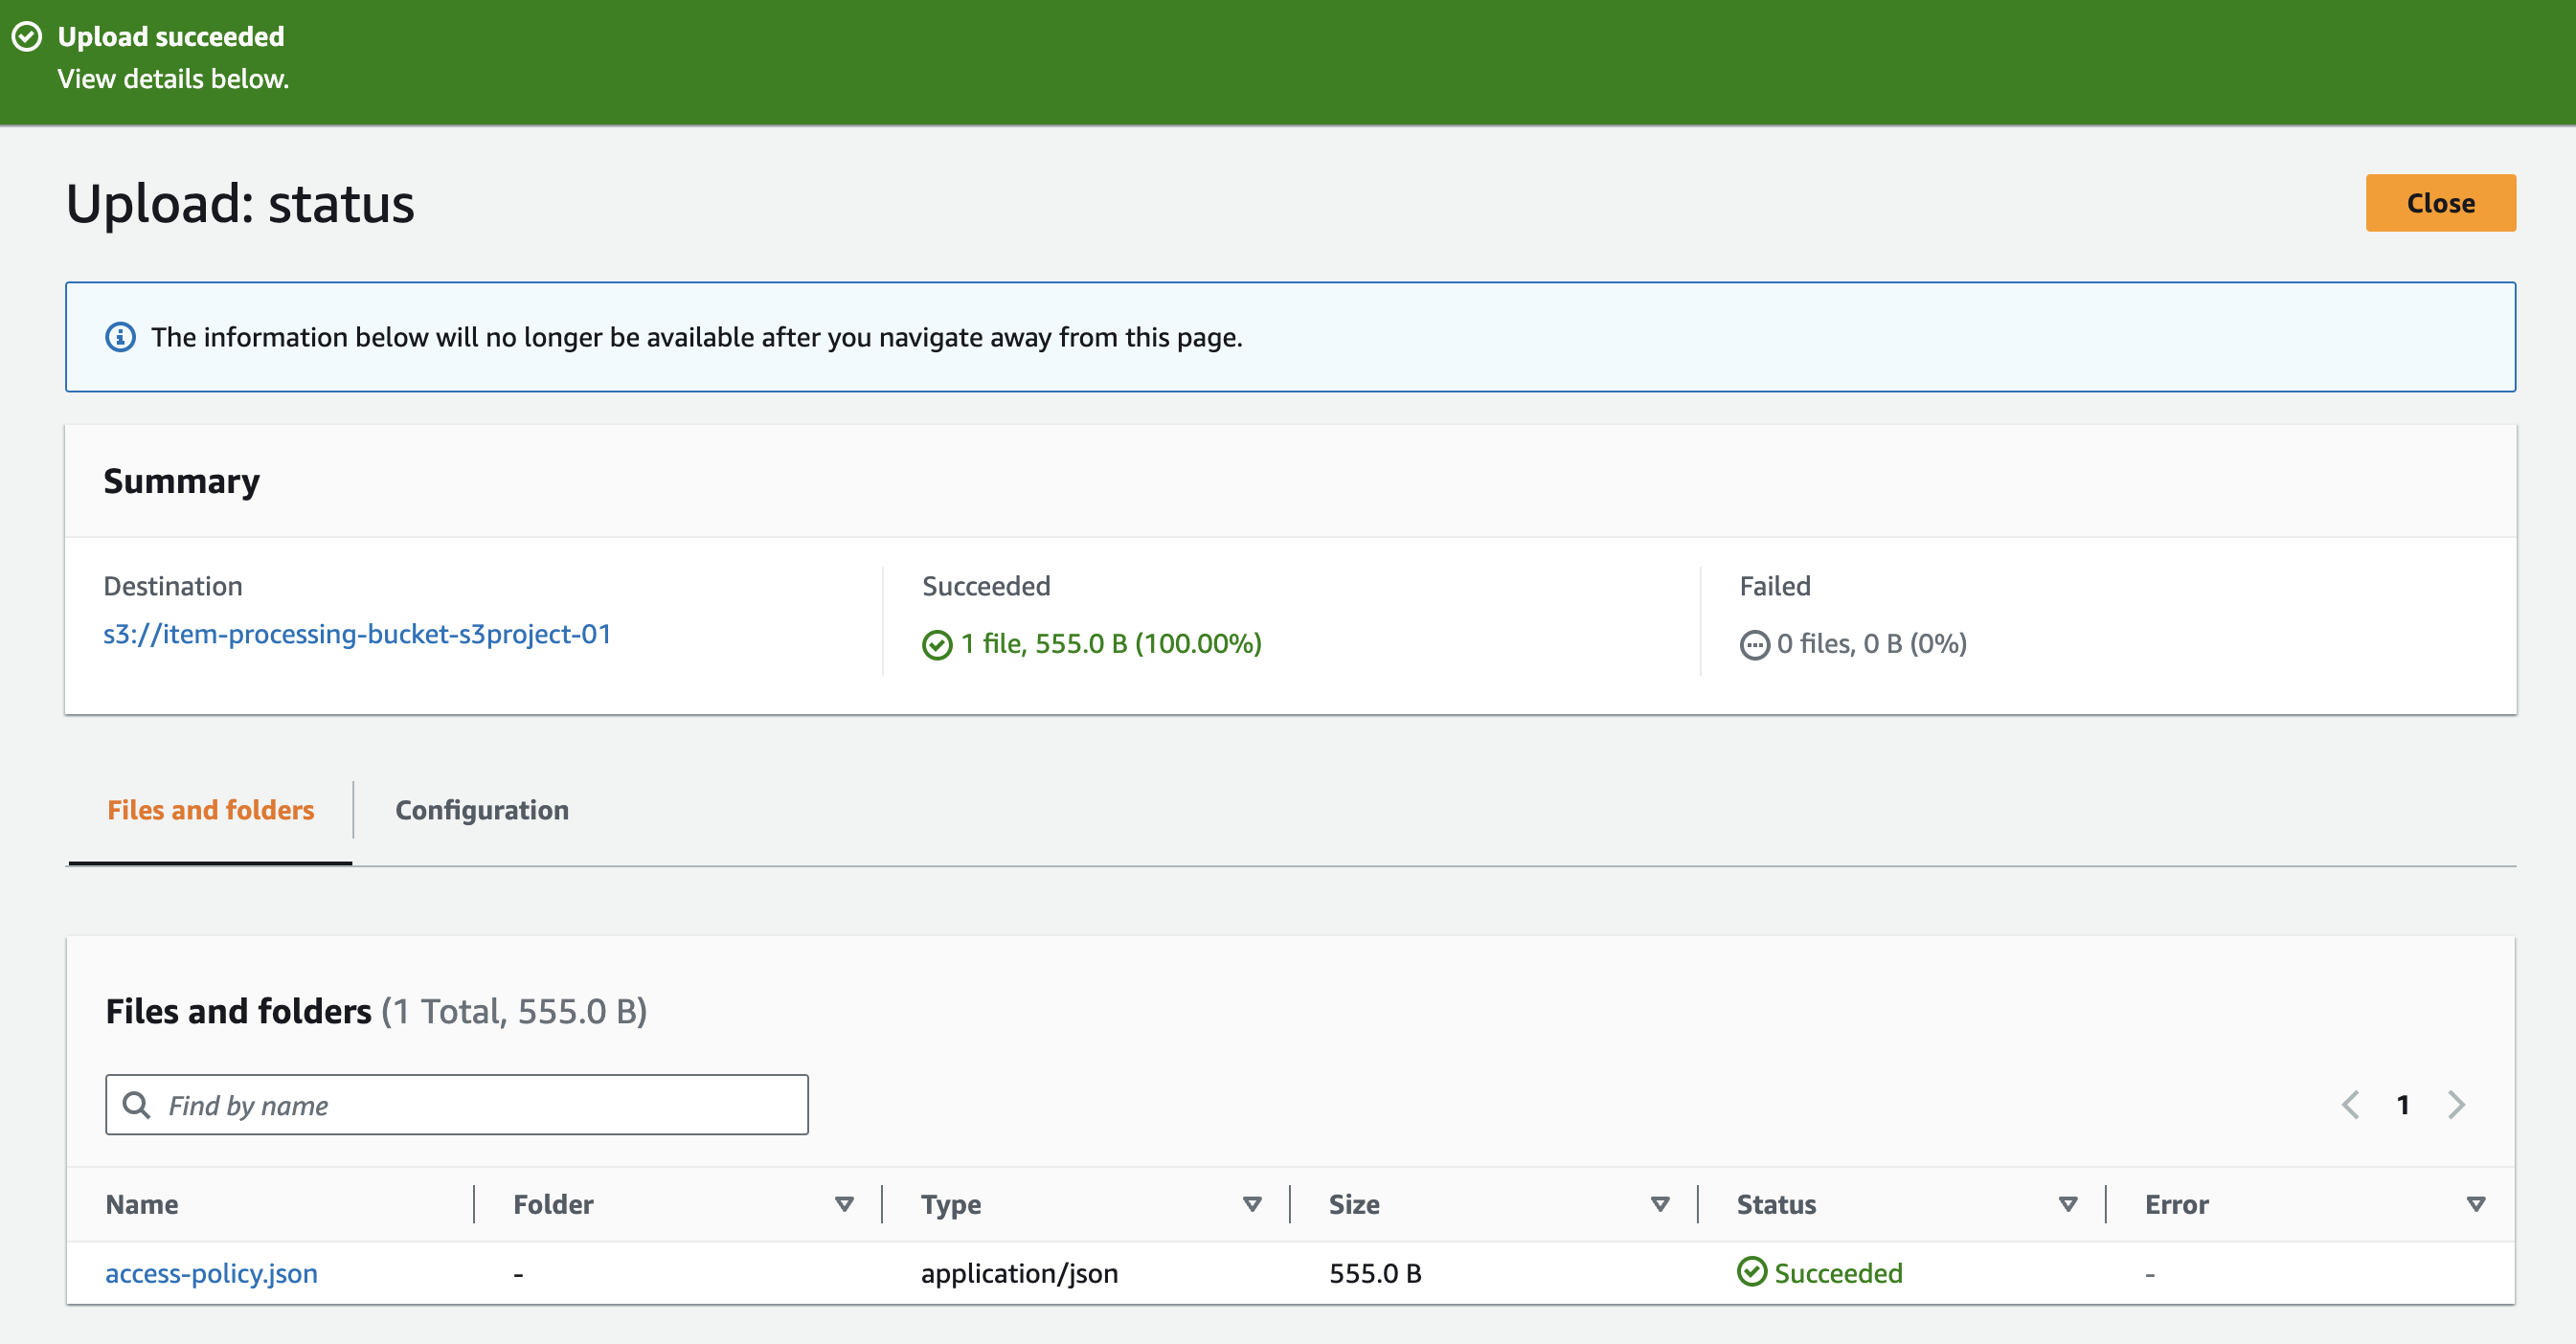 Upload succeeded
View details below.
Upload: status
Close
The information below will no longer be available after you navigate away from this page.
Summary
Destination
s3://item-processing-bucket-s3project-01
Succeeded
1 file, 555.0 B (100.00%)
Failed
0 files, 0 B (0%)
Files and folders
Configuration
Files and folders (1 Total, 555.0 B)
Find by name
1
Name Folder Type Size Status Error
access-policy.json - application/json 555.0 B Succeeded -